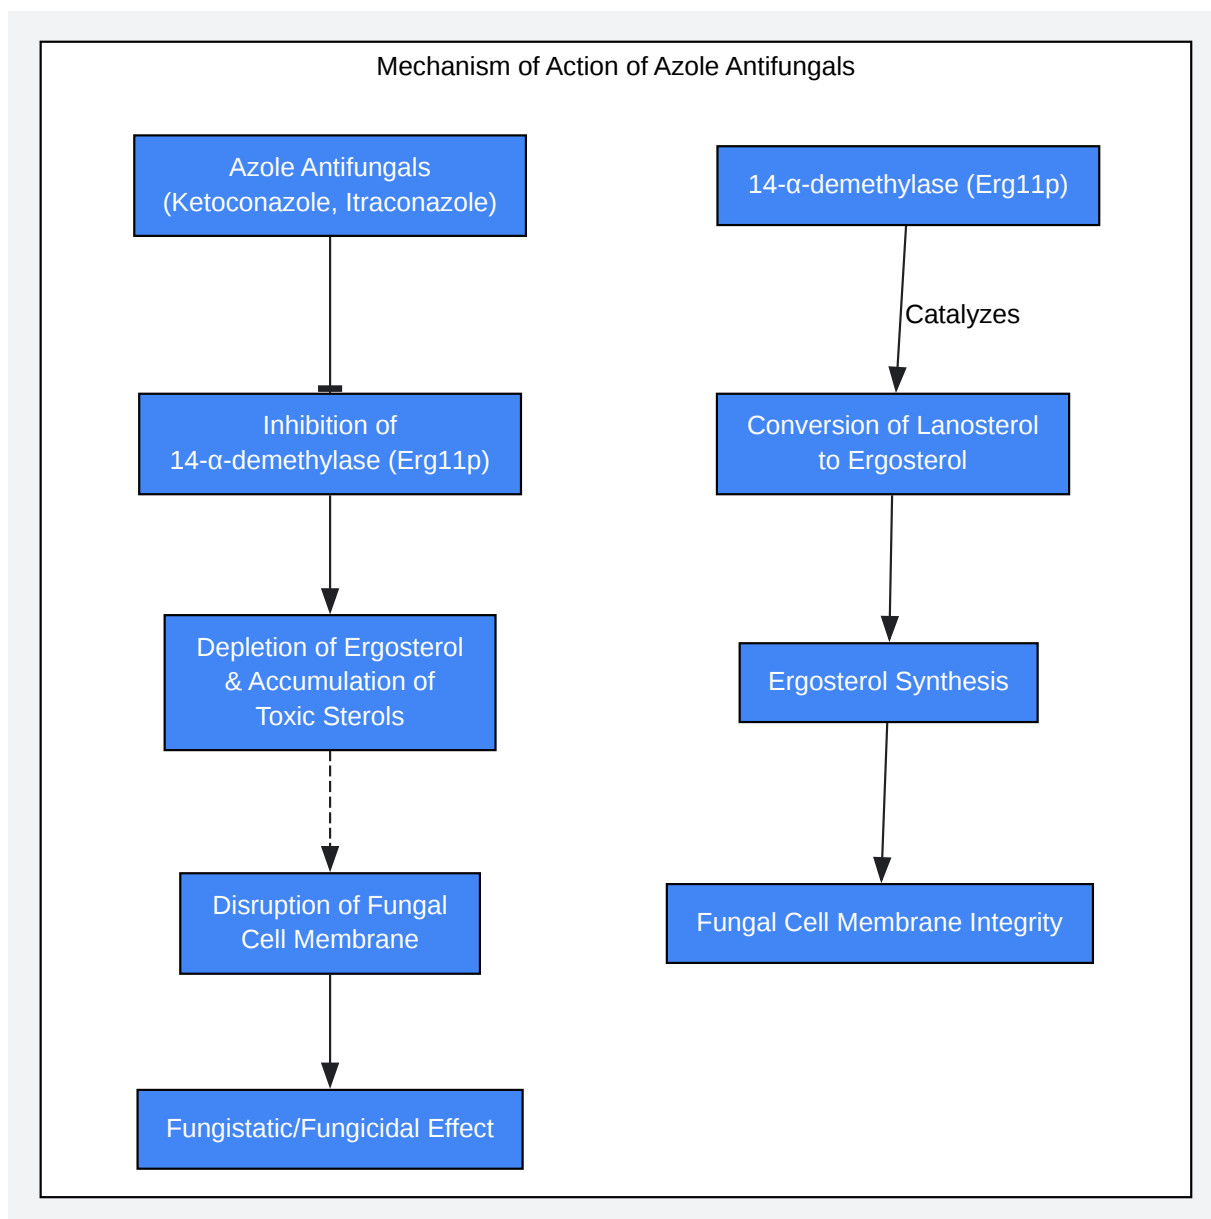 Mechanism of Action of Azole Antifungals
Azole Antifungals
(Ketoconazole, Itraconazole)
14-α-demethylase (Erg11p)
Catalyzes
Inhibition of
14-α-demethylase (Erg11p)
Conversion of Lanosterol
to Ergosterol
Depletion of Ergosterol
& Accumulation of
Toxic Sterols
Ergosterol Synthesis
Disruption of Fungal
Cell Membrane
Fungal Cell Membrane Integrity
Fungistatic/Fungicidal Effect